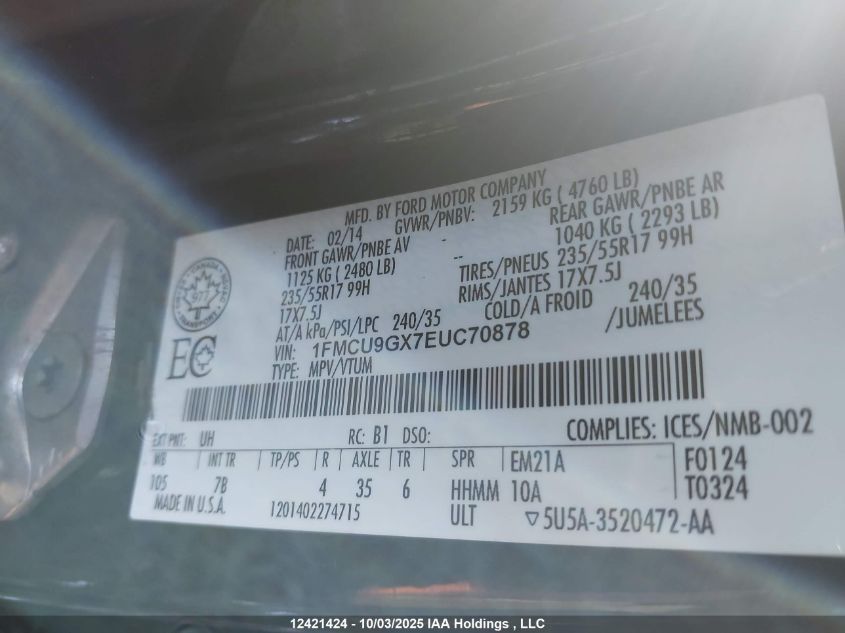 MFD. BY FORD MOTOR COMPANY
DATE: 02/14 GVWR/PNBV: 2159 KG ( 4760 LB)
FRONT GAWR/PNBE AV - REAR GAWR/PNBE AR
1125 KG ( 2480 LB) -- 1040 KG ( 2293 LB)
235/55R17 99H TIRES/PNEUS 235/55R17 99H
17X7.5J RIMS/JANTES 17X7.5J
AT/A kPa/PSI/LPC 240/35 COLD/A FROID 240/35
VIN: 1FMCU9GX7EUC70878 /JUMELEES
TYPE: MPV/VTUM
CANADA
977
TRANSPORT
EC
EXT PNT: UH RC: B1 DSO: COMPLIES: ICES/NMB-002
WB INT TR TP/PS R AXLE TR SPR EM21A F0124
105 7B 4 35 6 HHMM 10A T0324
MADE IN U.S.A. 1201402274715 ULT ▽5U5A-3520472-AA
12421424 - 10/03/2025 IAA Holdings , LLC